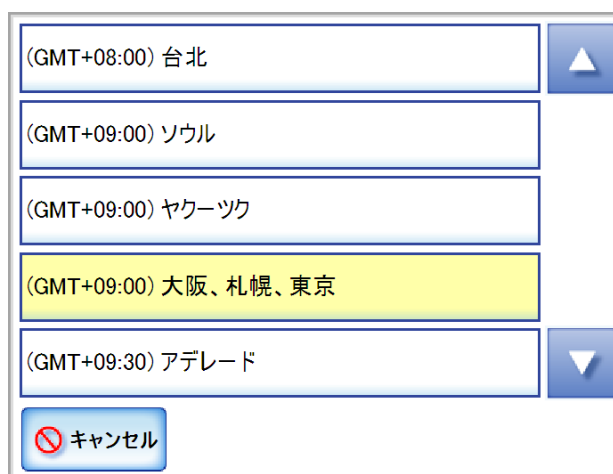 (GMT+08:00) 台北
(GMT+09:00) ソウル
(GMT+09:00) ヤクーツク
(GMT+09:00) 大阪、札幌、東京
(GMT+09:30) アデレード
キャンセル